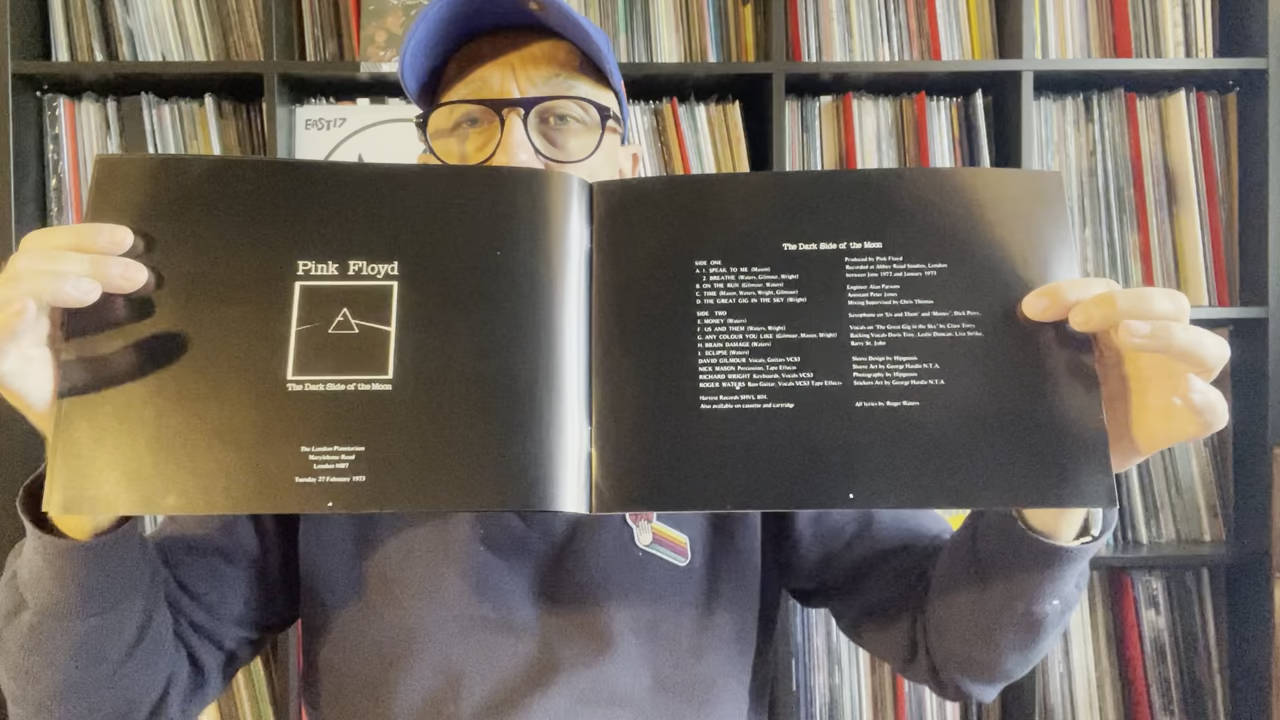 EAST 17
Pink Floyd
The Dark Side of the Moon
The London Planetarium
Marylebone Road
London NW1
Tuesday 27 February 1973
4
The Dark Side of the Moon
SIDE ONE
A. 1. SPEAK TO ME (Mason)
2. BREATHE (Waters, Gilmour, Wright)
B. ON THE RUN (Gilmour, Waters)
C. TIME (Mason, Waters, Wright, Gilmour)
D. THE GREAT GIG IN THE SKY (Wright)
SIDE TWO
E. MONEY (Waters)
F. US AND THEM (Waters, Wright)
G. ANY COLOUR YOU LIKE (Gilmour, Mason, Wright)
H. BRAIN DAMAGE (Waters)
I. ECLIPSE (Waters)
DAVID GILMOUR Vocals, Guitars VCS3
NICK MASON Percussion, Tape Effects
RICHARD WRIGHT Keyboards, Vocals VCS3
ROGER WATERS Bass Guitar, Vocals VCS3 Tape Effects
Harvest Records SHVL 804.
Also available on cassette and cartridge
Produced by Pink Floyd
Recorded at Abbey Road Studios, London
between June 1972 and January 1973
Engineer Alan Parsons
Assistant Peter James
Mixing Supervised by Chris Thomas
Saxophone on 'Us and Them' and 'Money', Dick Parry.
Vocals on 'The Great Gig in the Sky' by Clare Torry
Backing Vocals Doris Troy, Leslie Duncan, Liza Strike,
Barry St. John
Sleeve Design by Hipgnosis
Sleeve Art by George Hardie N.T.A.
Photography by Hipgnosis
Stickers Art by George Hardie N.T.A.
All lyrics by Roger Waters